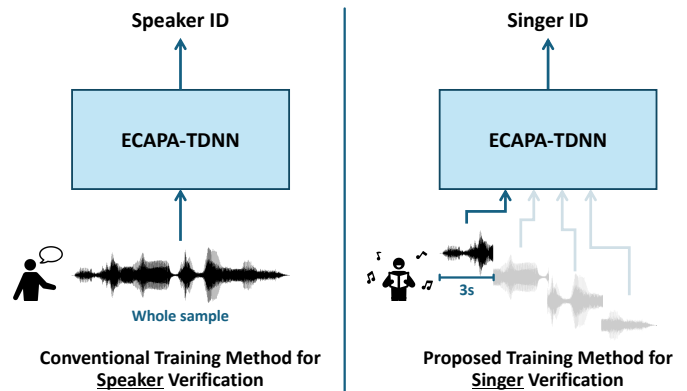 Speaker ID
ECAPA-TDNN
Whole sample
Conventional Training Method for
Speaker Verification
Singer ID
ECAPA-TDNN
3s
Proposed Training Method for
Singer Verification